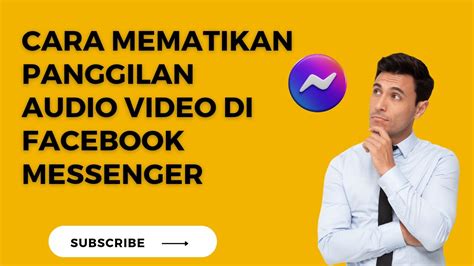 CARA MEMATIKAN
PANGGILAN
AUDIO VIDEO DI
FACEBOOK
MESSENGER
SUBSCRIBE